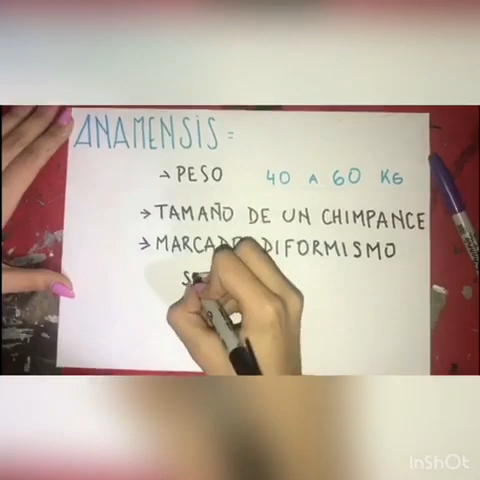 ANAMENSIS =
→ PESO 40 A 60 KG
→ TAMAÑO DE UN CHIMPANCE
→ MARCADO DIFORMISMO
S
InShOt